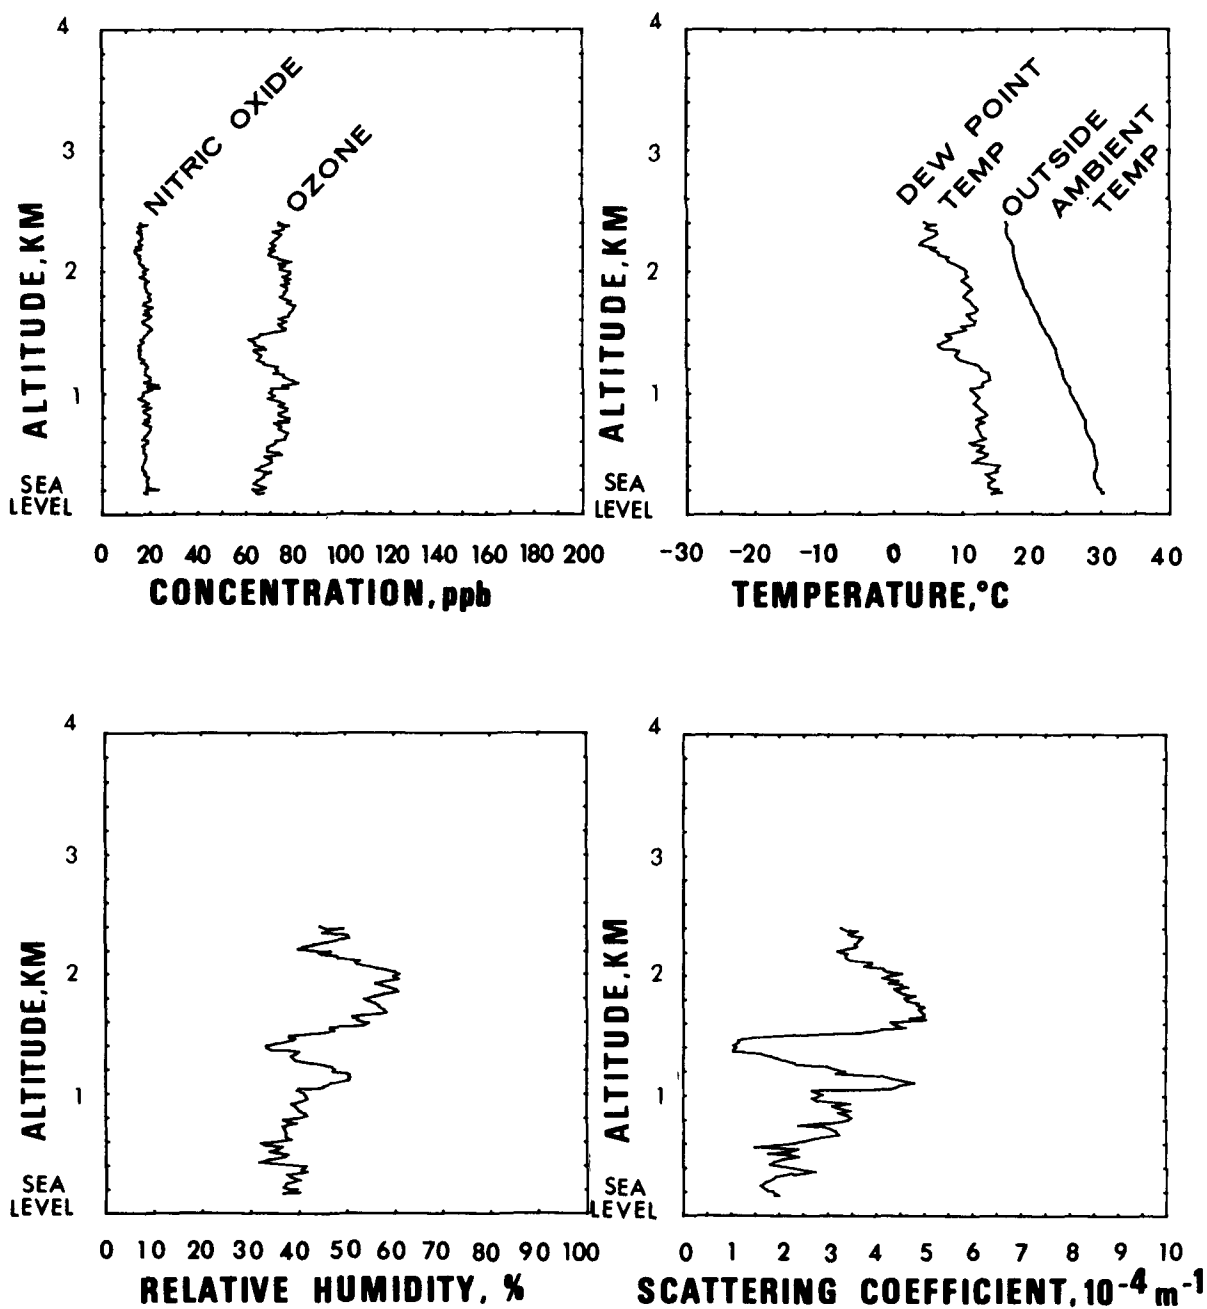 4
3
2
1
ALTITUDE, KM
SEA
LEVEL
NITRIC OXIDE
OZONE
0 20 40 60 80 100 120 140 160 180 200
CONCENTRATION, ppb
4
3
2
1
ALTITUDE, KM
SEA
LEVEL
DEW POINT
TEMP
OUTSIDE
AMBIENT
TEMP
-30 -20 -10 0 10 20 30 40
TEMPERATURE, °C
4
3
2
1
ALTITUDE, KM
SEA
LEVEL
0 10 20 30 40 50 60 70 80 90 100
RELATIVE HUMIDITY, %
4
3
2
1
ALTITUDE, KM
SEA
LEVEL
0 1 2 3 4 5 6 7 8 9 10
SCATTERING COEFFICIENT, 10⁻⁴ m⁻¹